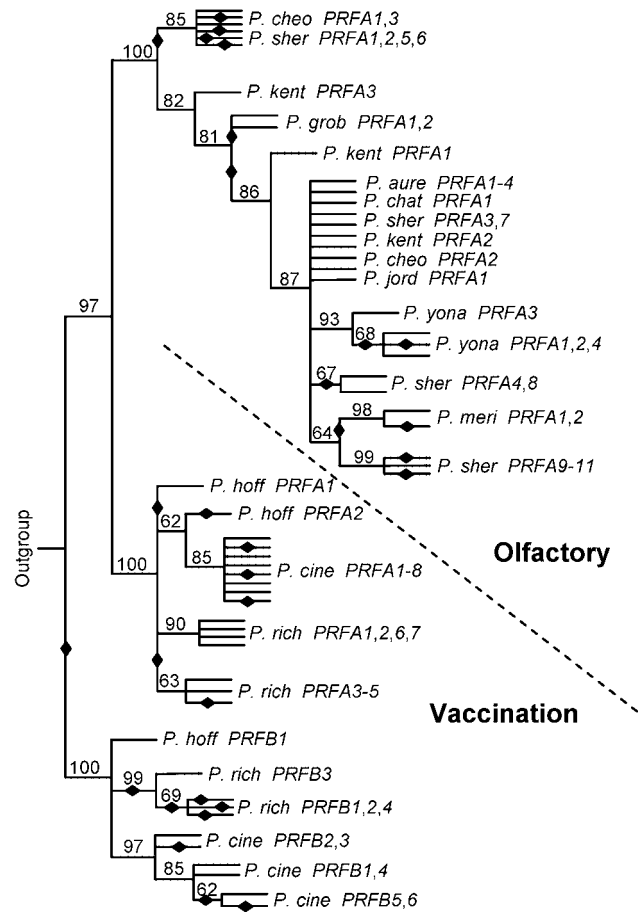 85
P. cheo PRFA1,3
P. sher PRFA1,2,5,6
100
82
P. kent PRFA3
81
P. grob PRFA1,2
P. kent PRFA1
86
P. aure PRFA1-4
P. chat PRFA1
P. sher PRFA3,7
P. kent PRFA2
P. cheo PRFA2
P. jord PRFA1
87
97
93
P. yona PRFA3
68
P. yona PRFA1,2,4
67
P. sher PRFA4,8
98
P. meri PRFA1,2
64
99
P. sher PRFA9-11
P. hoff PRFA1
62
P. hoff PRFA2
Olfactory
85
P. cine PRFA1-8
100
Outgroup
90
P. rich PRFA1,2,6,7
63
P. rich PRFA3-5
Vaccination
P. hoff PRFB1
100
99
P. rich PRFB3
69
P. rich PRFB1,2,4
97
P. cine PRFB2,3
85
P. cine PRFB1,4
62
P. cine PRFB5,6